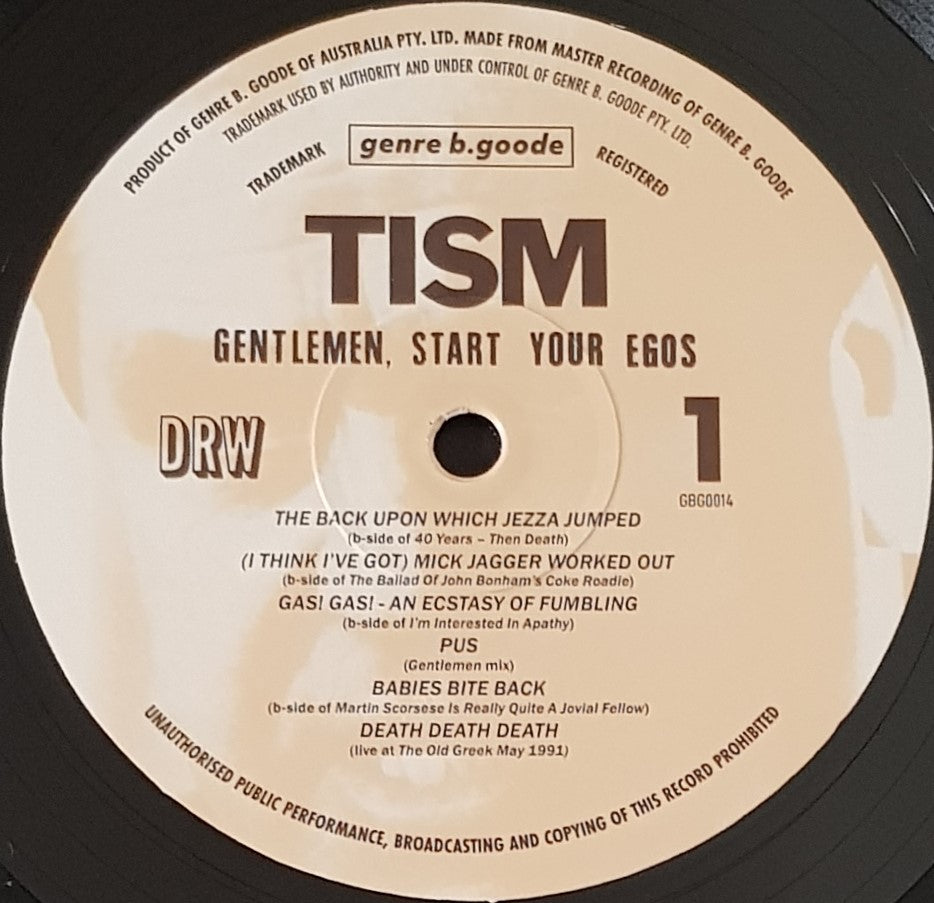 PRODUCT OF GENRE B. GOODE OF AUSTRALIA PTY. LTD. MADE FROM MASTER RECORDING OF GENRE B. GOODE
TRADEMARK USED BY AUTHORITY AND UNDER CONTROL OF GENRE B. GOODE PTY. LTD.
TRADEMARK genre b.goode REGISTERED
TISM
GENTLEMEN, START YOUR EGOS
DRW 1
GBG0014
THE BACK UPON WHICH JEZZA JUMPED
(b-side of 40 Years – Then Death)
(I THINK I'VE GOT) MICK JAGGER WORKED OUT
(b-side of The Ballad Of John Bonham's Coke Roadie)
GAS! GAS! - AN ECSTASY OF FUMBLING
(b-side of I'm Interested In Apathy)
PUS
(Gentlemen mix)
BABIES BITE BACK
(b-side of Martin Scorsese Is Really Quite A Jovial Fellow)
DEATH DEATH DEATH
(live at The Old Greek May 1991)
UNAUTHORISED PUBLIC PERFORMANCE, BROADCASTING AND COPYING OF THIS RECORD PROHIBITED